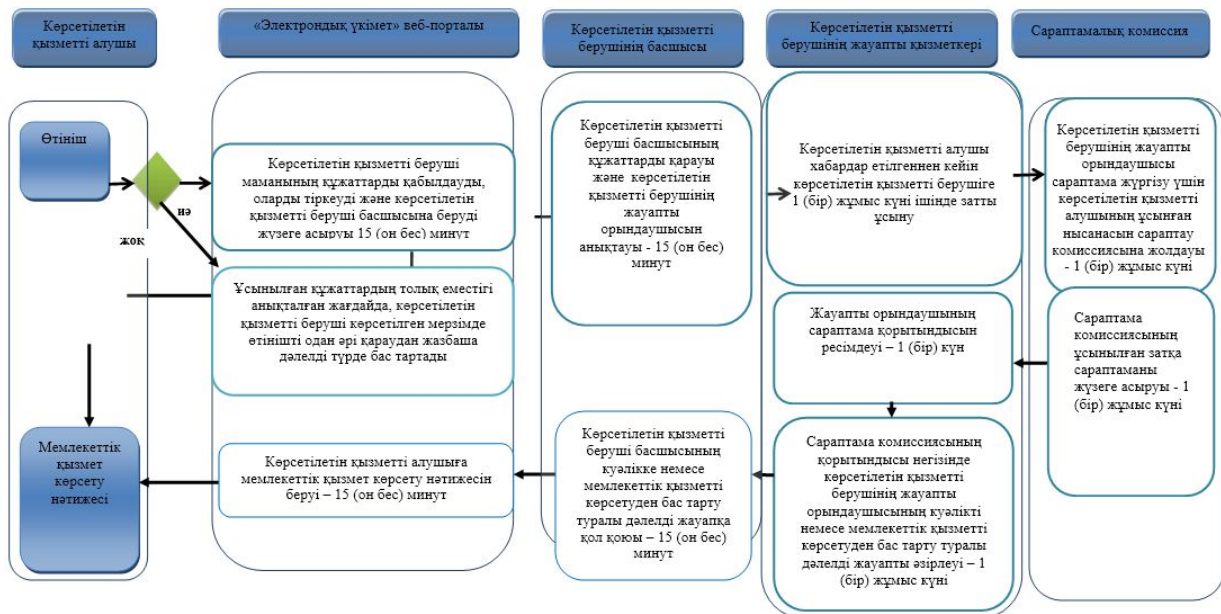 Көрсетілетін
қызметті алушы
«Электрондық үкімет» веб-порталы
Көрсетілетін қызметті
берушінің басшысы
Көрсетілетін қызметті
берушінің жауапты қызметкері
Сараптамалық комиссия
Өтініш
иә
жоқ
Көрсетілетін қызметті беруші
маманының құжаттарды қабылдауды,
оларды тіркеуді және көрсетілетін
қызметті беруші басшысына беруді
жүзеге асыруы 15 (он бес) минут
Ұсынылған құжаттардың толық еместігі
анықталған жағдайда, көрсетілетін
қызметті беруші көрсетілген мерзімде
өтінішті одан әрі қараудан жазбаша
дәлелді түрде бас тартады
Көрсетілетін қызметті
беруші басшысының
құжаттарды қарауы
және көрсетілетін
қызметті берушінің
жауапты
орындаушысын
анықтауы - 15 (он бес)
минут
Көрсетілетін қызметті алушы
хабардар етілгеннен кейін
көрсетілетін қызметті берушіге
1 (бір) жұмыс күні ішінде затты
ұсыну
Көрсетілетін қызметті
берушінің жауапты
орындаушысы
сараптама жүргізу үшін
көрсетілетін қызметті
алушының ұсынған
нысанасын сараптау
комиссиясына жолдауы
- 1 (бір) жұмыс күні
Жауапты орындаушының
сараптама қорытындысын
ресімдеуі – 1 (бір) күн
Сараптама
комиссиясының
ұсынылған затқа
сараптаманы
жүзеге асыруы - 1
(бір) жұмыс күні
Мемлекеттік
қызмет
көрсету
нәтижесі
Көрсетілетін қызметті алушыға
мемлекеттік қызмет көрсету нәтижесін
беруі – 15 (он бес) минут
Көрсетілетін қызметті
беруші басшысының
куәлікке немесе
мемлекеттік қызметті
көрсетуден бас тарту
туралы дәлелді жауапқа
қол қоюы – 15 (он бес)
минут
Сараптама комиссиясының
қорытындысы негізінде
көрсетілетін қызметті
берушінің жауапты
орындаушысының куәлікті
немесе мемлекеттік қызметті
көрсетуден бас тарту туралы
дәлелді жауапты әзірлеуі – 1
(бір) жұмыс күні